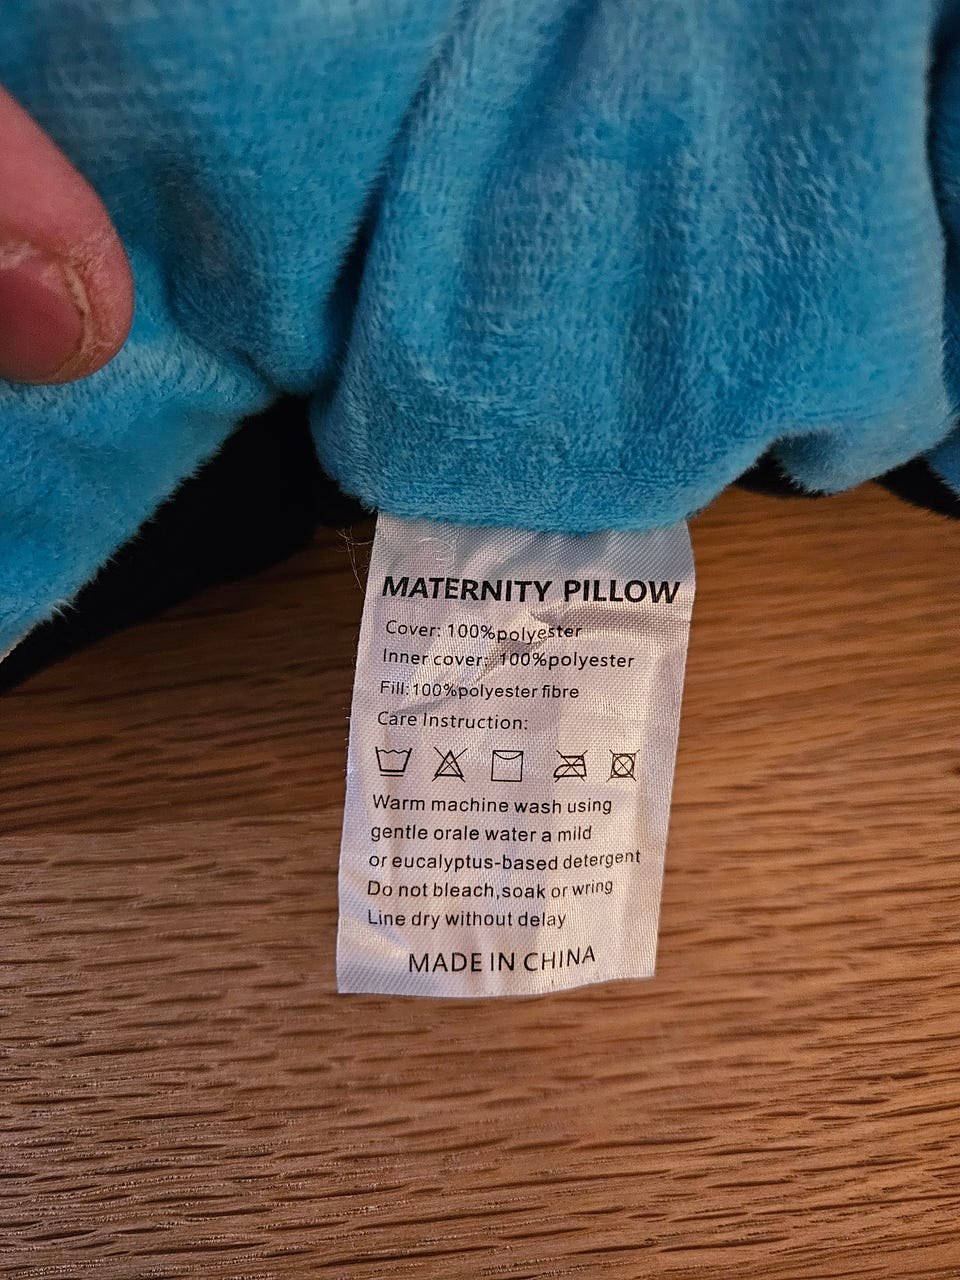 MATERNITY PILLOW
Cover: 100%polyester
Inner cover: 100%polyester
Fill:100%polyester fibre
Care Instruction:
Warm machine wash using
gentle orale water a mild
or eucalyptus-based detergent
Do not bleach,soak or wring
Line dry without delay
MADE IN CHINA